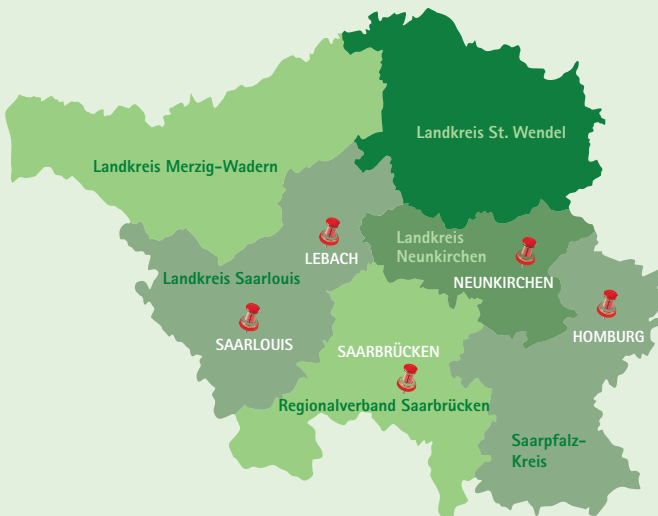 Landkreis St. Wendel
Landkreis Merzig-Wadern
Landkreis
Neunkirchen
LEBACH
Landkreis Saarlouis
NEUNKIRCHEN
HOMBURG
SAARLOUIS
SAARBRÜCKEN
Regionalverband Saarbrücken
Saarpfalz-
Kreis